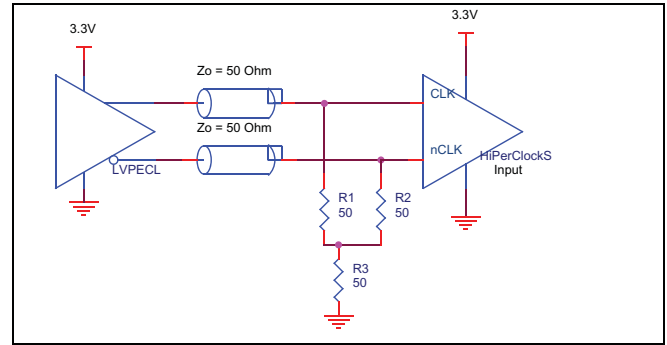 3.3V
3.3V
Zo = 50 Ohm
CLK
Zo = 50 Ohm
nCLK
HiPerClockS
Input
LVPECL
R1
50
R2
50
R3
50